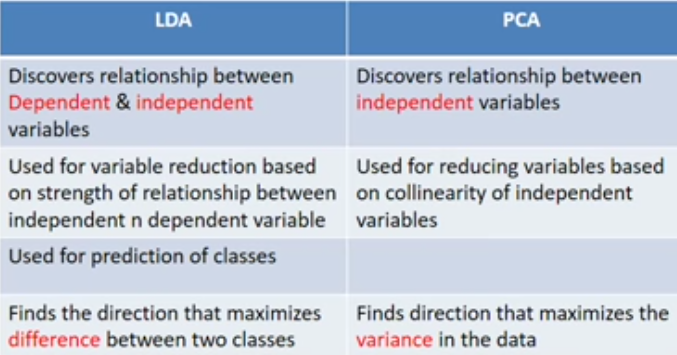 LDA
PCA
Discovers relationship between
Dependent & independent
variables
Discovers relationship between
independent variables
Used for variable reduction based
on strength of relationship between
independent n dependent variable
Used for reducing variables based
on collinearity of independent
variables
Used for prediction of classes
Finds the direction that maximizes
difference between two classes
Finds direction that maximizes the
variance in the data